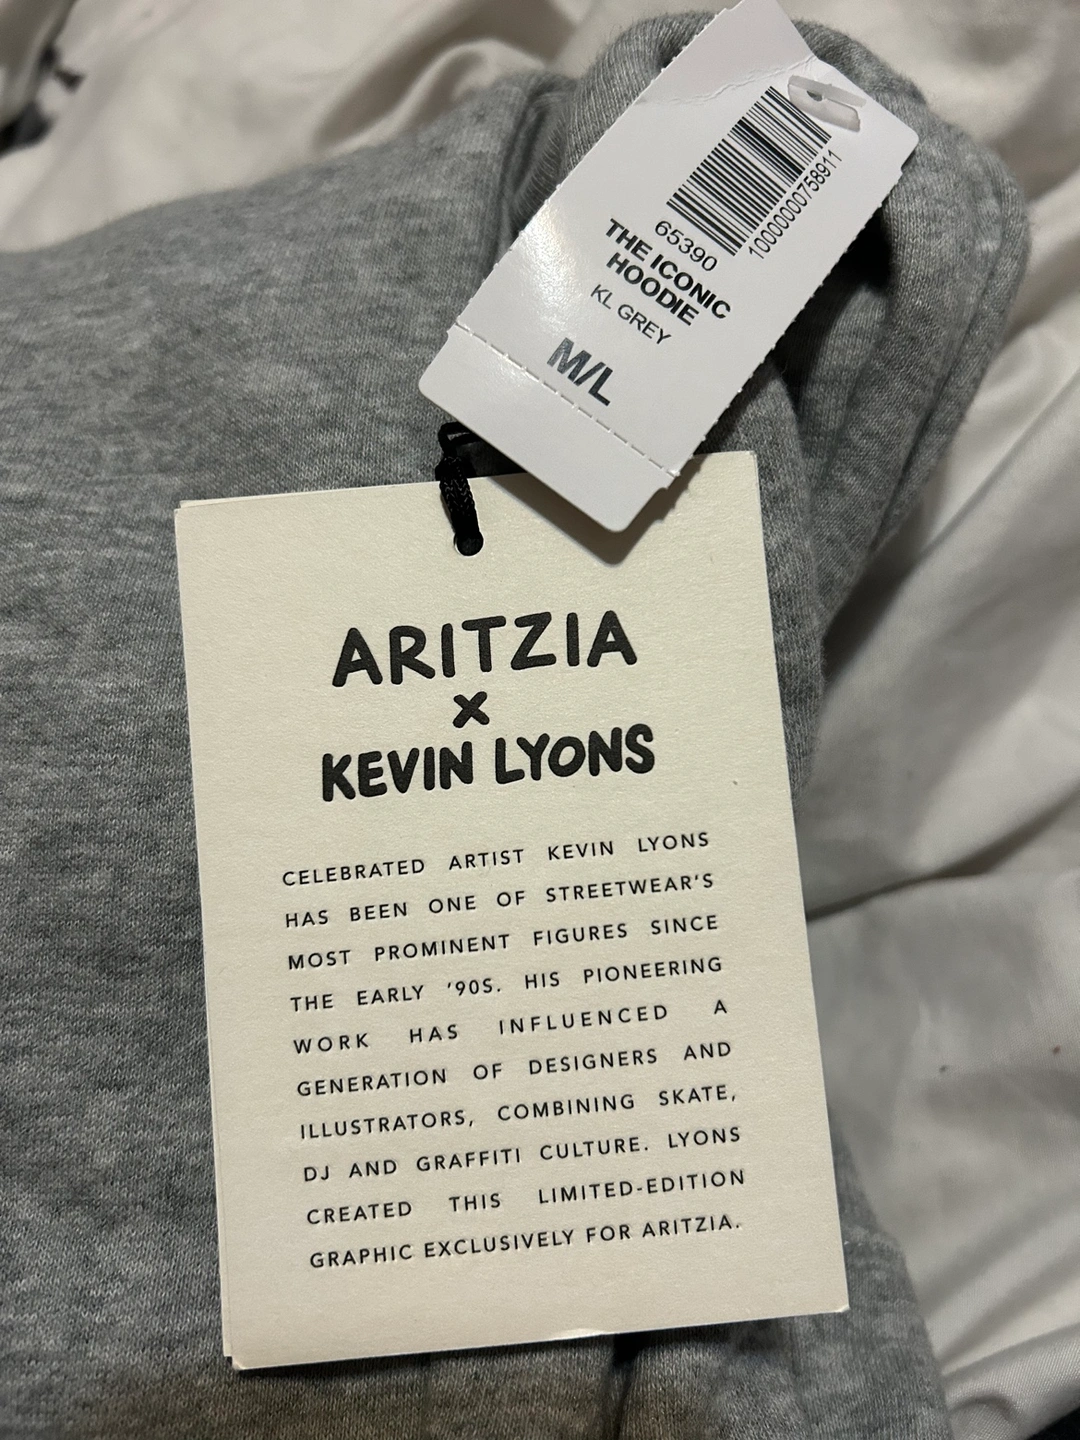 1000000758911
65390
THE ICONIC
HOODIE
KL GREY
M/L
ARITZIA
×
KEVIN LYONS
CELEBRATED ARTIST KEVIN LYONS
HAS BEEN ONE OF STREETWEAR'S
MOST PROMINENT FIGURES SINCE
THE EARLY '90S. HIS PIONEERING
WORK HAS INFLUENCED A
GENERATION OF DESIGNERS AND
ILLUSTRATORS, COMBINING SKATE,
DJ AND GRAFFITI CULTURE. LYONS
CREATED THIS LIMITED-EDITION
GRAPHIC EXCLUSIVELY FOR ARITZIA.